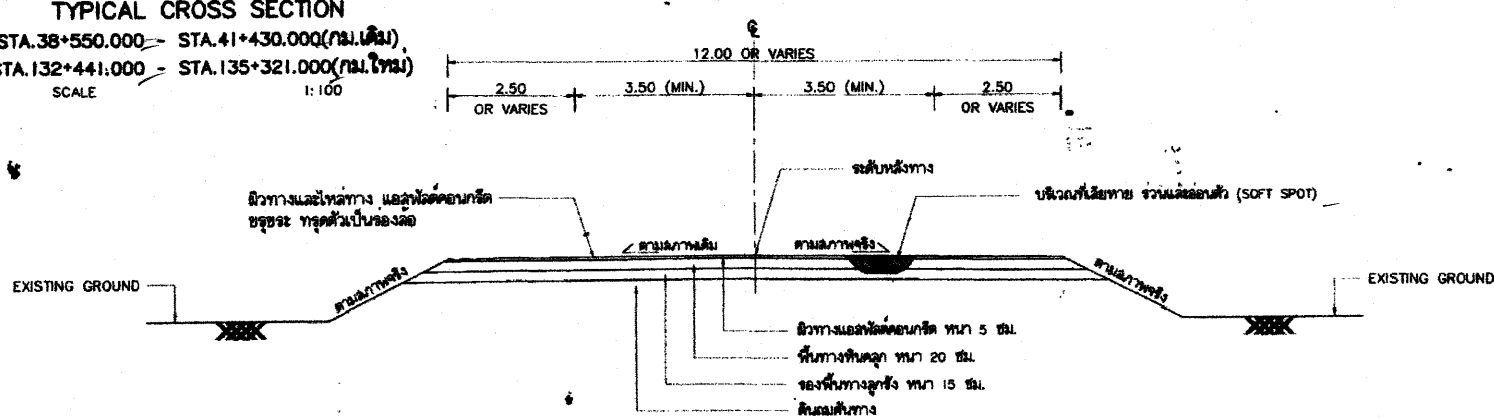 TYPICAL CROSS SECTION
STA.38+550.000 - STA.41+430.000(กม.เดิม)
STA.132+441.000 - STA.135+321.000(กม.ใหม่)
SCALE 1:100
℄
12.00 OR VARIES
2.50 3.50 (MIN.) 3.50 (MIN.) 2.50
OR VARIES OR VARIES
ระดับหลังทาง
ผิวทางและไหล่ทาง แอสฟัลต์คอนกรีต
ขรุขระ ทรุดตัวเป็นร่องล้อ
บริเวณที่เสียหาย ร่วนและอ่อนตัว (SOFT SPOT)
ตามสภาพเดิม ตามสภาพจริง
ตามสภาพจริง ตามสภาพจริง
EXISTING GROUND EXISTING GROUND
ผิวทางแอสฟัลต์คอนกรีต หนา 5 ซม.
พื้นทางหินคลุก หนา 20 ซม.
รองพื้นทางลูกรัง หนา 15 ซม.
ดินถมคันทาง